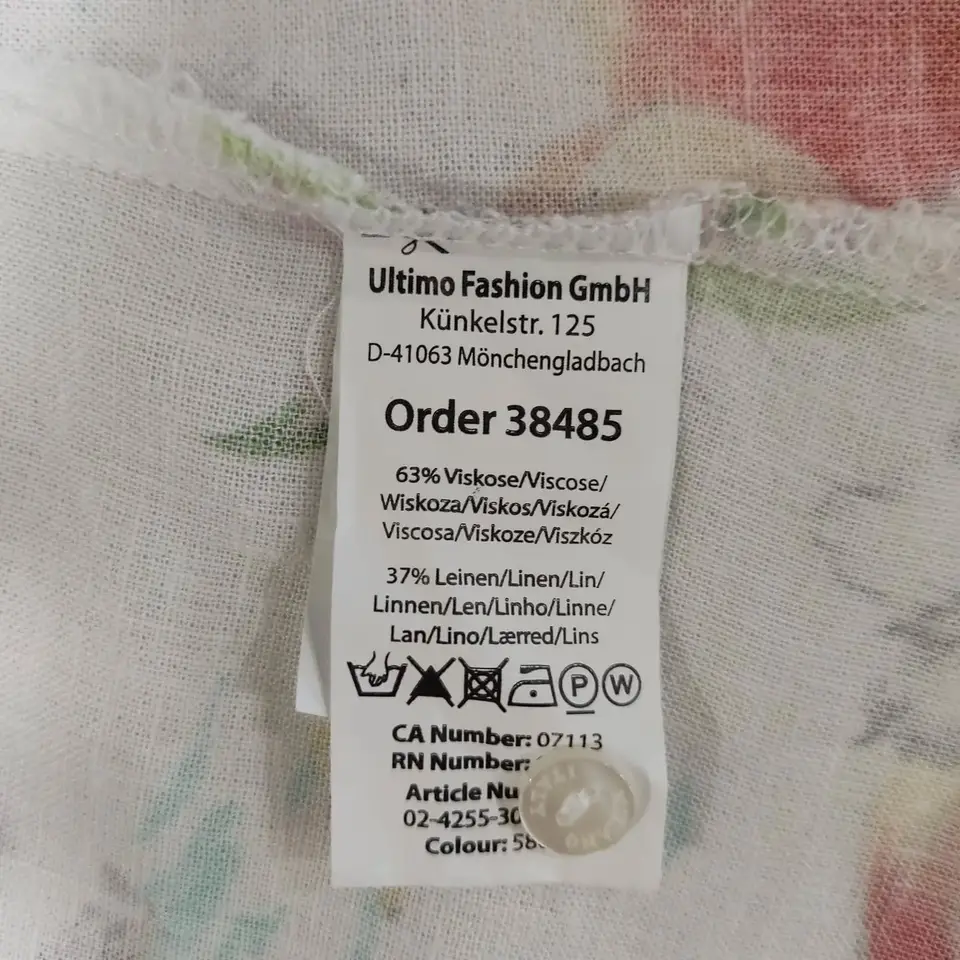 Ultimo Fashion GmbH
Künkelstr. 125
D-41063 Mönchengladbach
Order 38485
63% Viskose/Viscose/
Wiskoza/Viskos/Viskozá/
Viscosa/Viskoze/Viszkóz
37% Leinen/Linen/Lin/
Linnen/Len/Linho/Linne/
Lan/Lino/Lærred/Lins
P W
CA Number: 07113
RN Number:
Article Nu
02-4255-30
Colour: 58